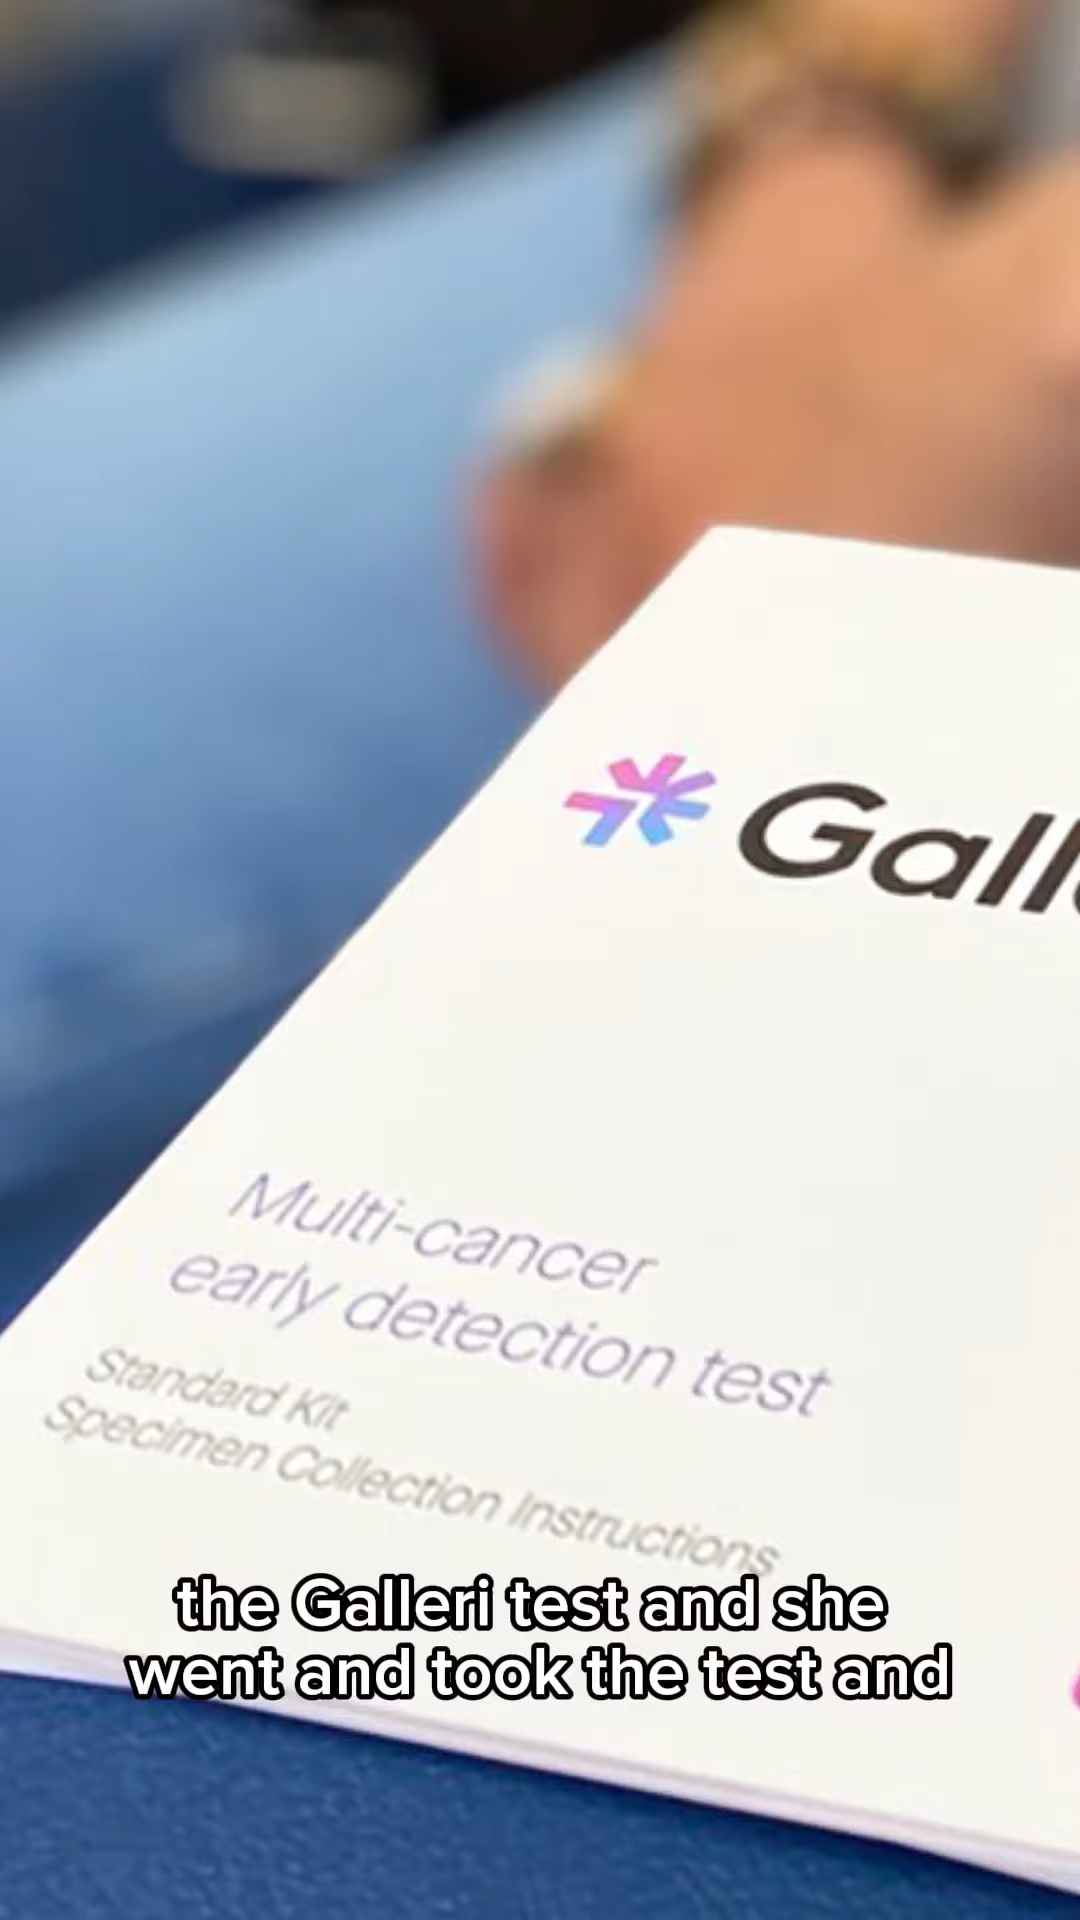 Gall
Multi-cancer
early detection test
Standard Kit
Specimen Collection Instructions
the Galleri test and she
went and took the test and